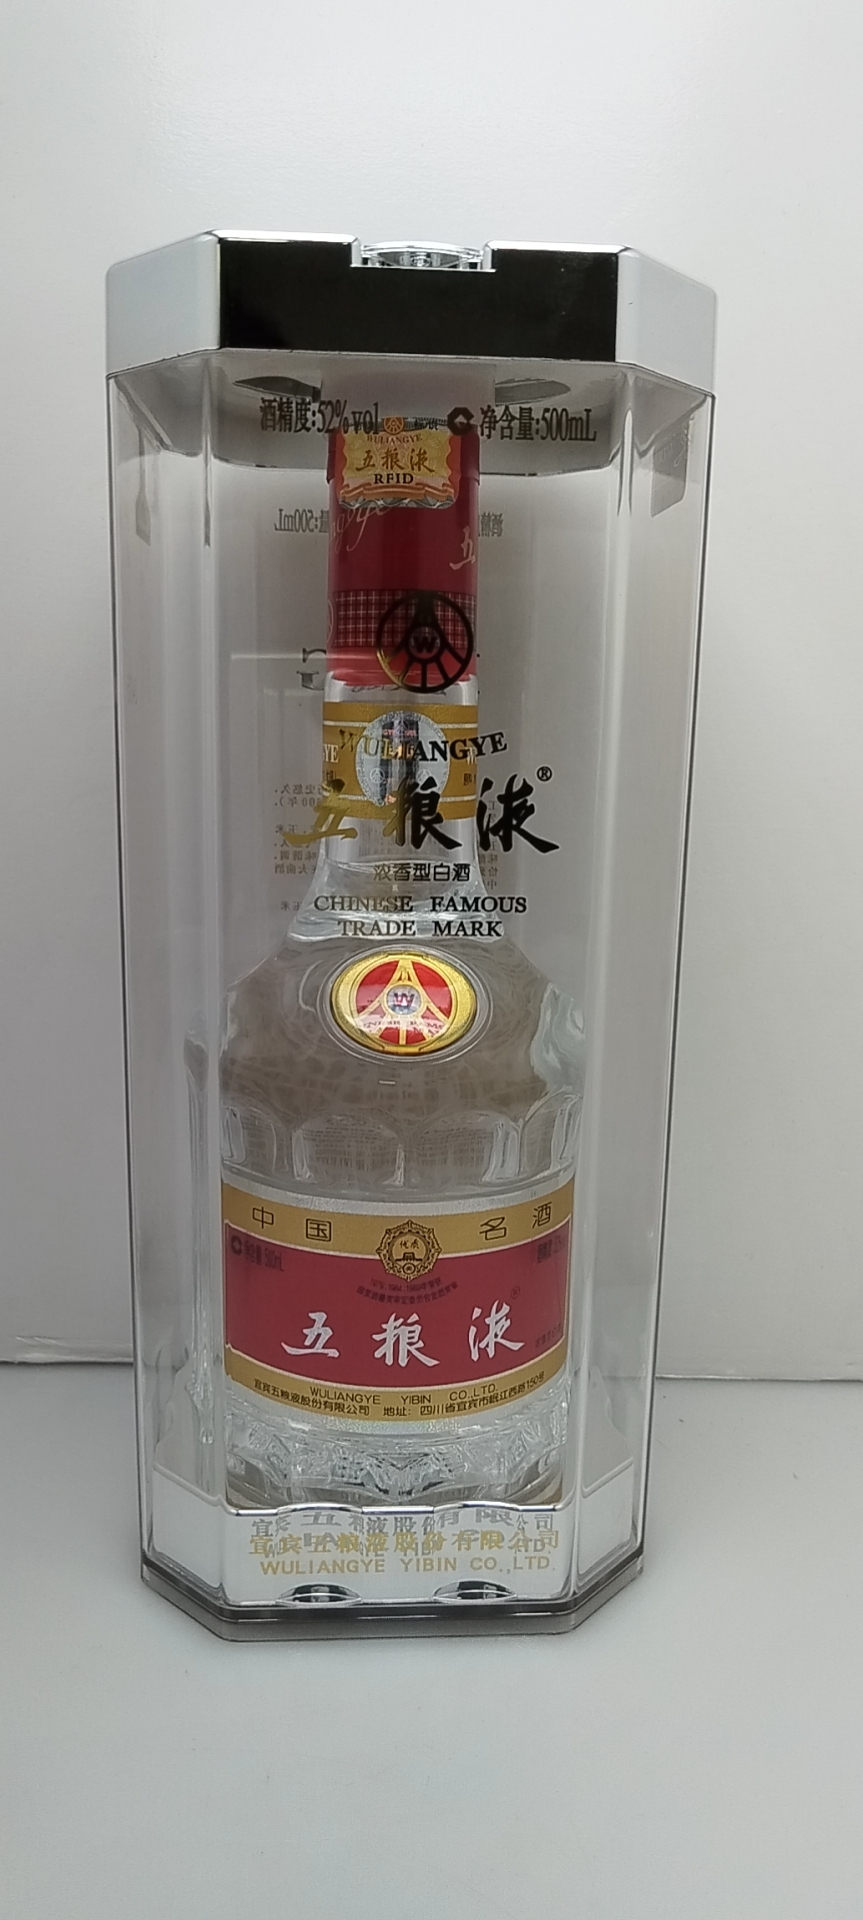 酒精度:52%vol 净含量:500mL
WULIANGYE
五粮液
RFID
五
W
WULIANGYE
五粮液®
浓香型白酒
CHINESE FAMOUS
TRADE MARK
W
中国名酒
优质
五粮液®
WULIANGYE YIBIN CO.,LTD.
宜宾五粮液股份有限公司 地址：四川省宜宾市岷江西路150号
宜宾五粮液股份有限公司
WULIANGYE YIBIN CO.,LTD.